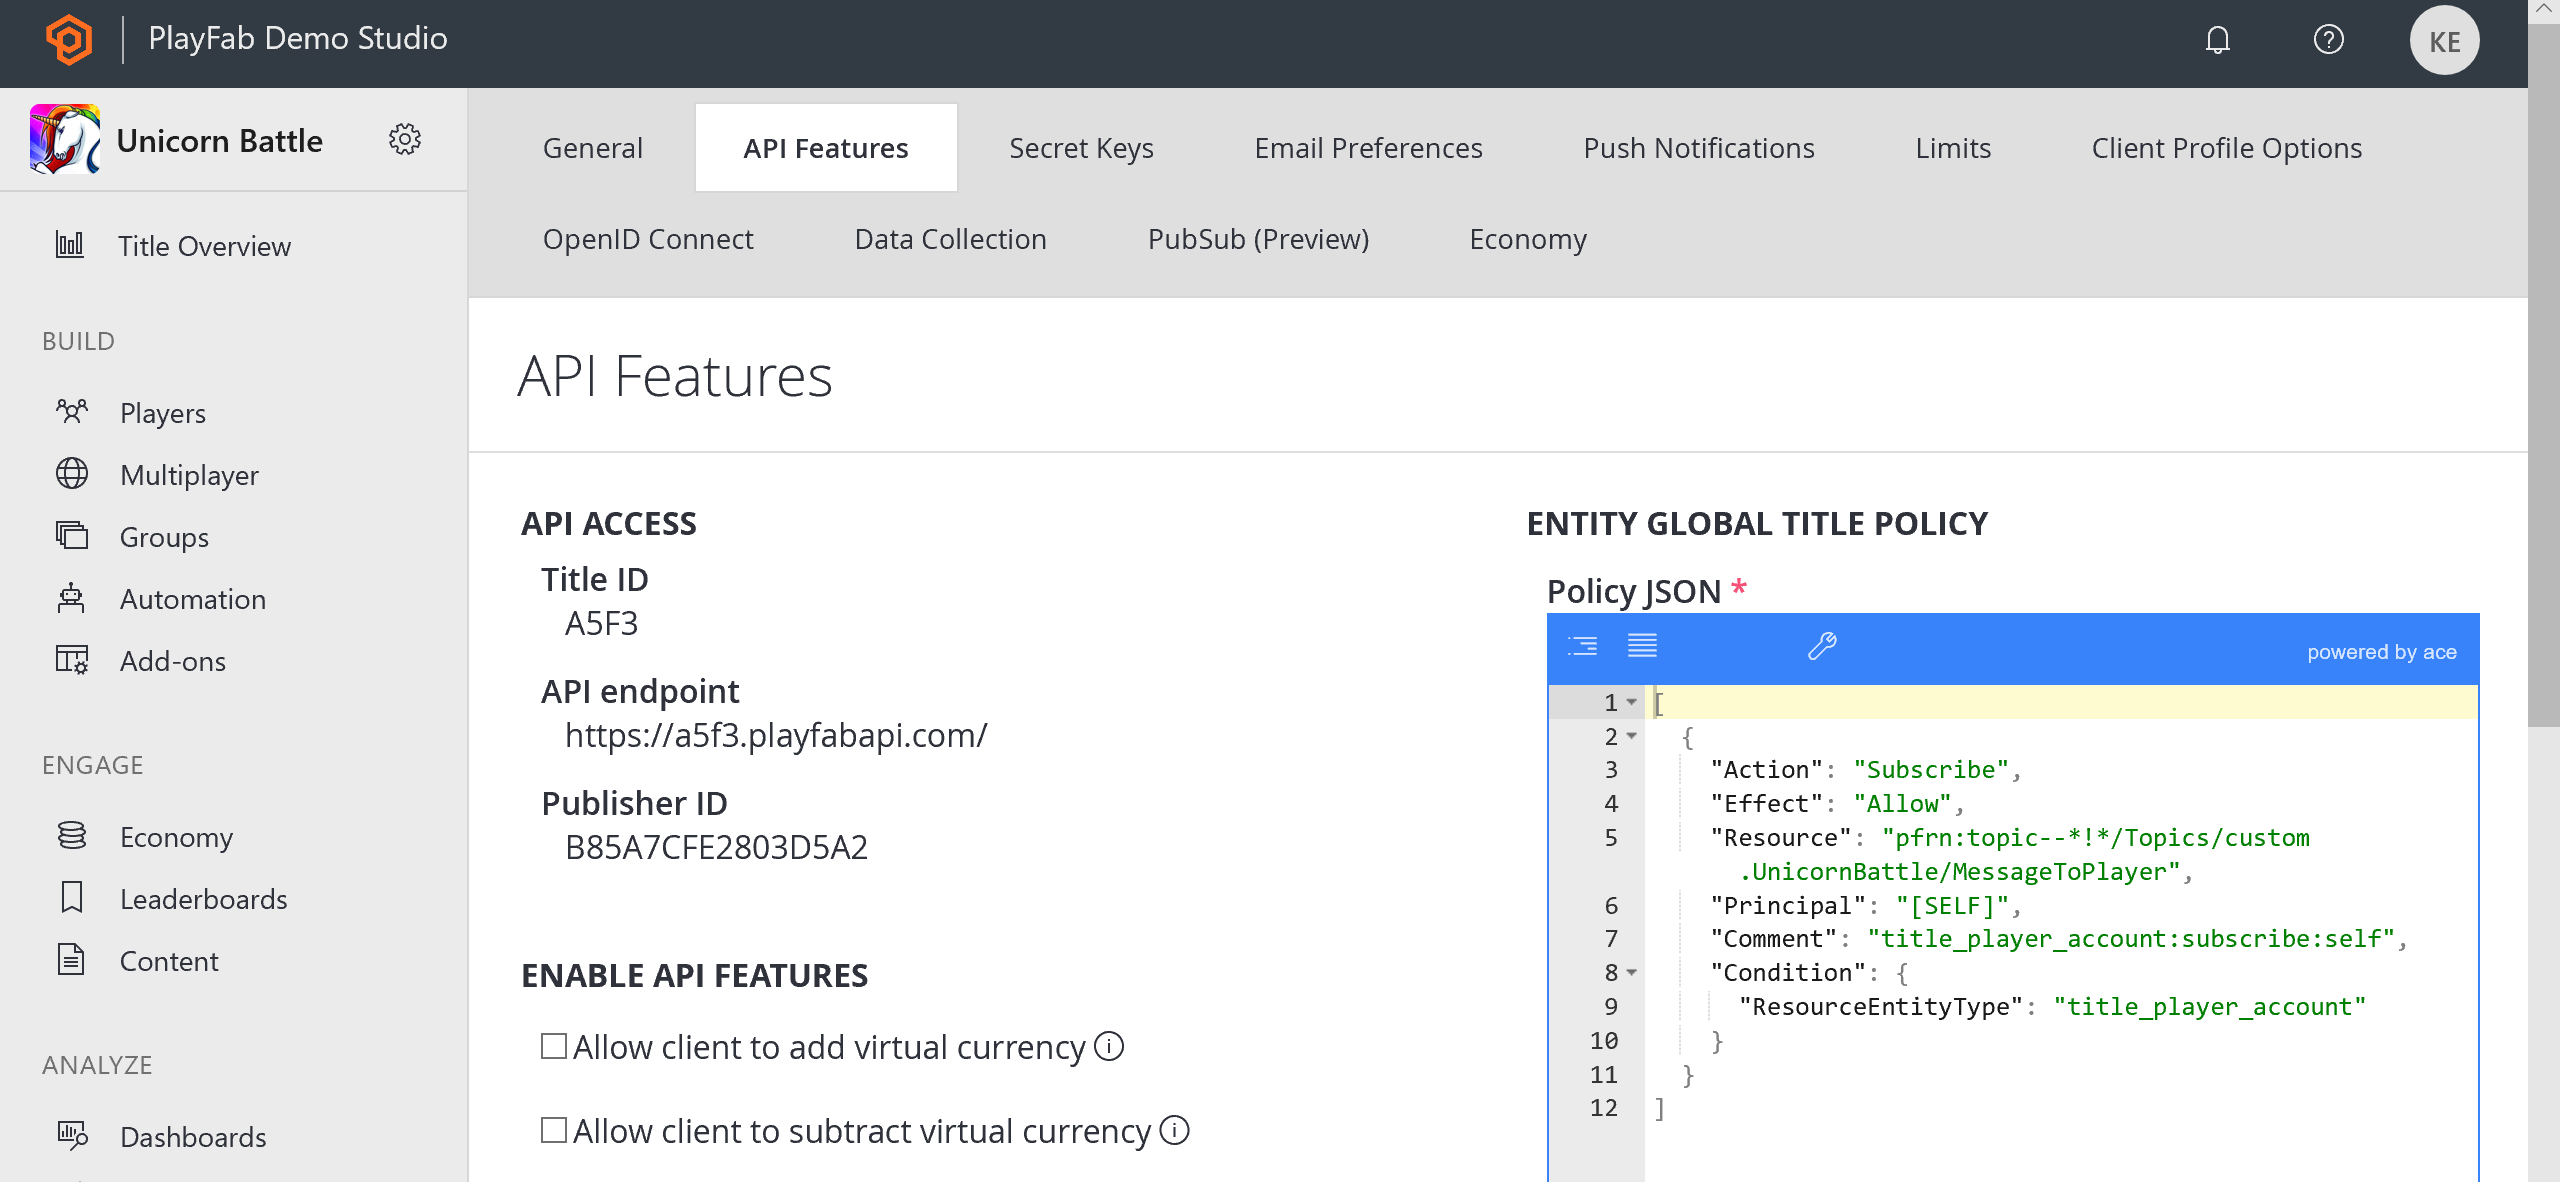 PlayFab Demo Studio
KE
Unicorn Battle
General
API Features
Secret Keys
Email Preferences
Push Notifications
Limits
Client Profile Options
OpenID Connect
Data Collection
PubSub (Preview)
Economy
Title Overview
BUILD
Players
Multiplayer
Groups
Automation
Add-ons
ENGAGE
Economy
Leaderboards
Content
ANALYZE
Dashboards
API Features
API ACCESS
Title ID
A5F3
API endpoint
https://a5f3.playfabapi.com/
Publisher ID
B85A7CFE2803D5A2
ENABLE API FEATURES
Allow client to add virtual currency
Allow client to subtract virtual currency
ENTITY GLOBAL TITLE POLICY
Policy JSON *
powered by ace
1 [
2 {
3 "Action": "Subscribe",
4 "Effect": "Allow",
5 "Resource": "pfrn:topic--*!*/Topics/custom
.UnicornBattle/MessageToPlayer",
6 "Principal": "[SELF]",
7 "Comment": "title_player_account:subscribe:self",
8 "Condition": {
9 "ResourceEntityType": "title_player_account"
10 }
11 }
12 ]